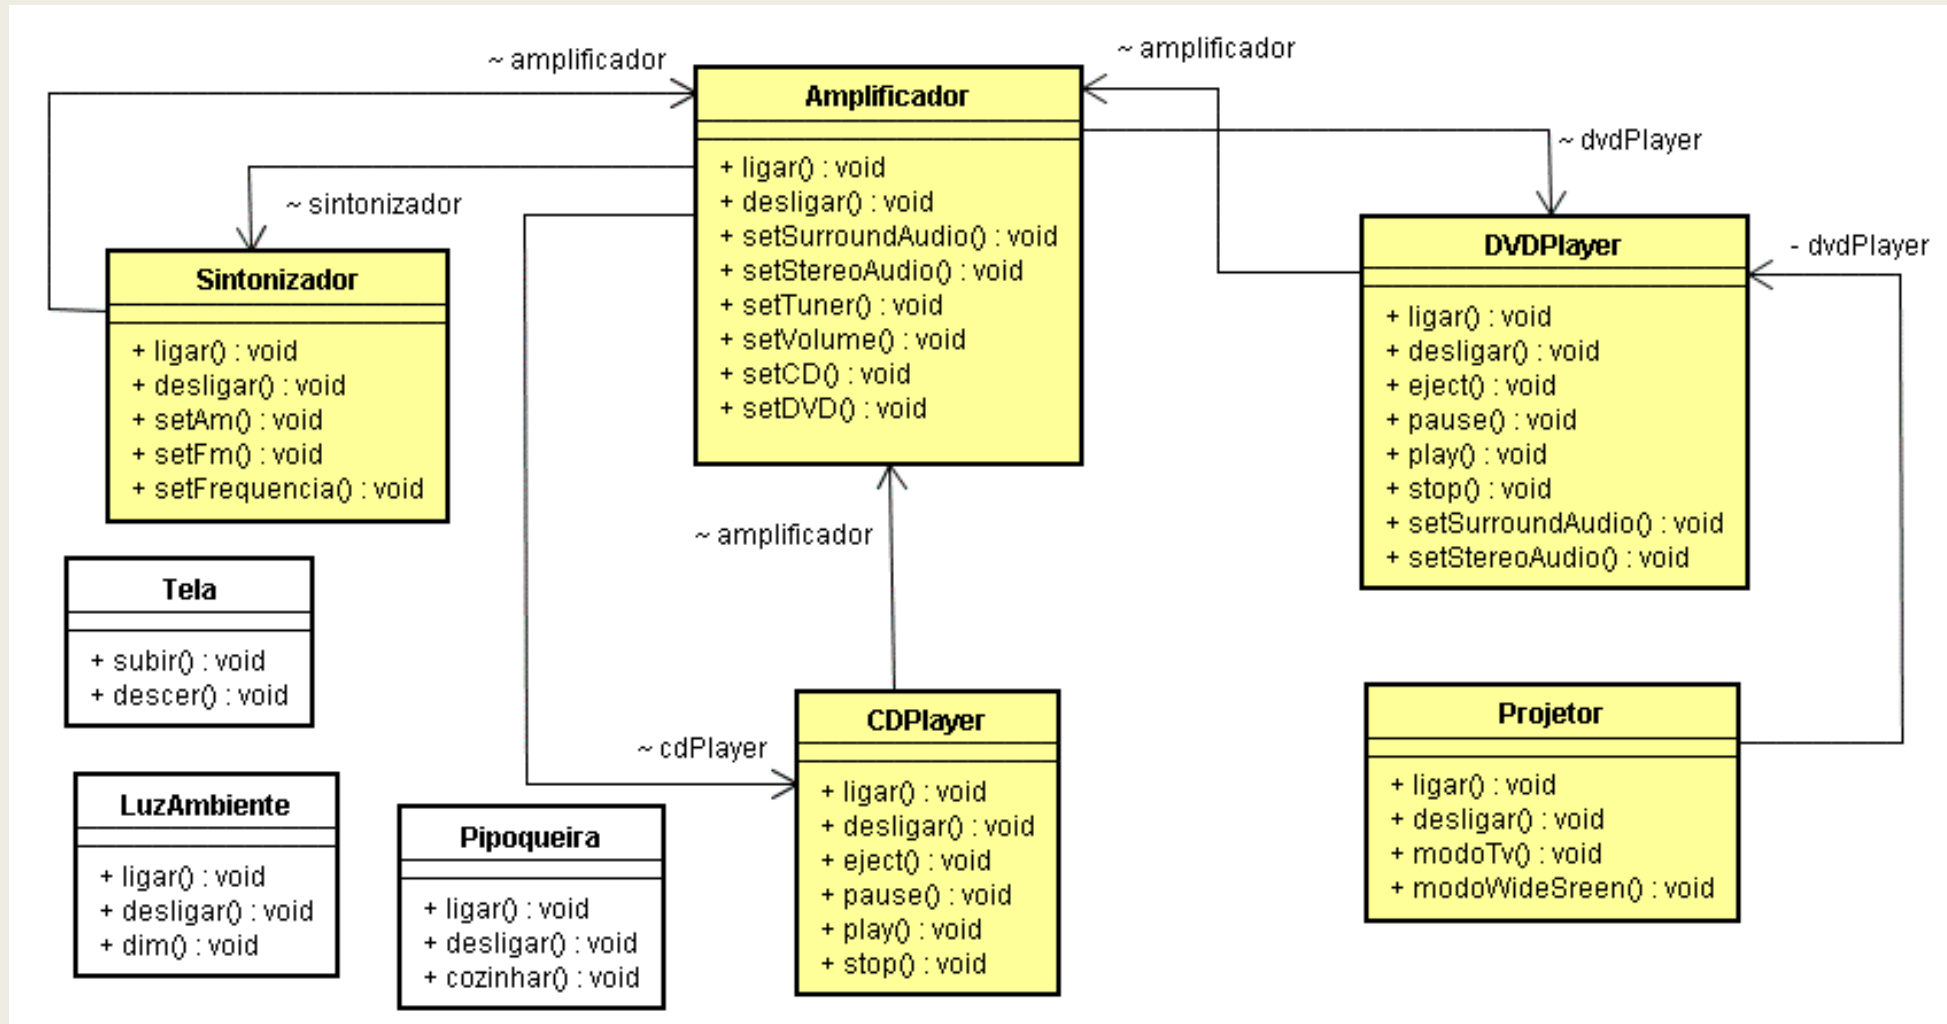 ~ amplificador
~ amplificador
Amplificador
+ ligar() : void
+ desligar() : void
+ setSurroundAudio() : void
+ setStereoAudio() : void
+ setTuner() : void
+ setVolume() : void
+ setCD() : void
+ setDVD() : void
~ dvdPlayer
~ sintonizador
Sintonizador
+ ligar() : void
+ desligar() : void
+ setAm() : void
+ setFm() : void
+ setFrequencia() : void
DVDPlayer
+ ligar() : void
+ desligar() : void
+ eject() : void
+ pause() : void
+ play() : void
+ stop() : void
+ setSurroundAudio() : void
+ setStereoAudio() : void
- dvdPlayer
~ amplificador
Tela
+ subir() : void
+ descer() : void
~ cdPlayer
CDPlayer
+ ligar() : void
+ desligar() : void
+ eject() : void
+ pause() : void
+ play() : void
+ stop() : void
Projetor
+ ligar() : void
+ desligar() : void
+ modoTv() : void
+ modoWideSreen() : void
LuzAmbiente
+ ligar() : void
+ desligar() : void
+ dim() : void
Pipoqueira
+ ligar() : void
+ desligar() : void
+ cozinhar() : void